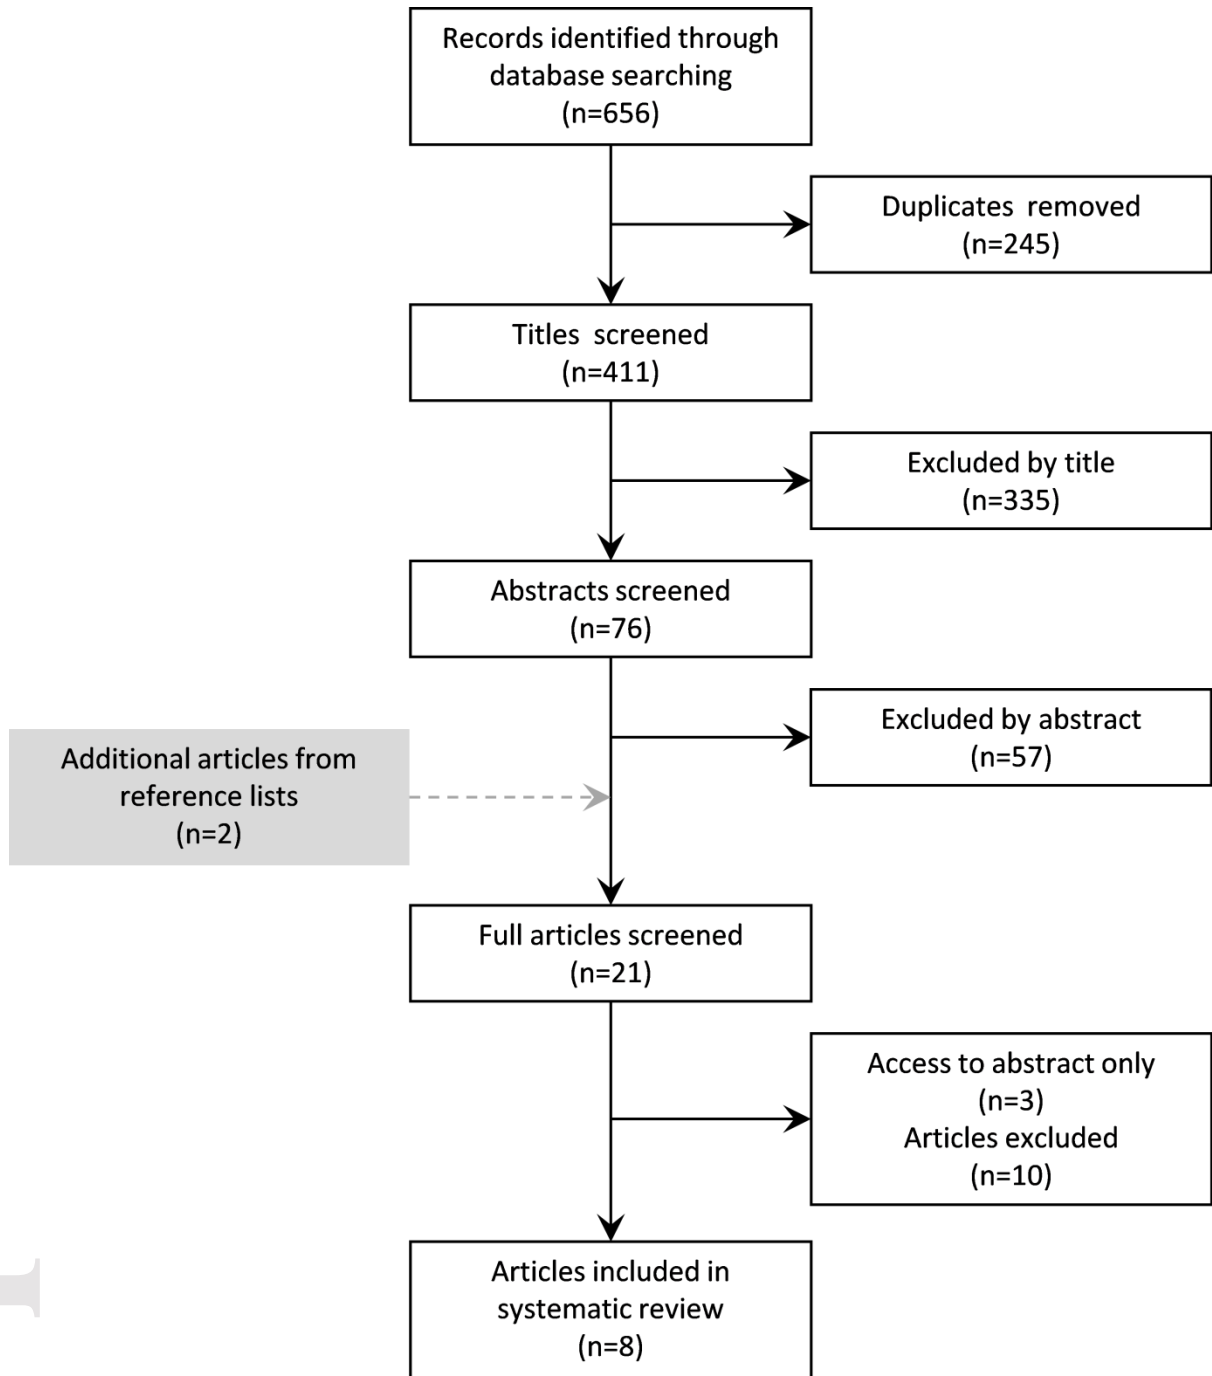 Records identified through
database searching
(n=656)
Duplicates removed
(n=245)
Titles screened
(n=411)
Excluded by title
(n=335)
Abstracts screened
(n=76)
Excluded by abstract
(n=57)
Additional articles from
reference lists
(n=2)
Full articles screened
(n=21)
Access to abstract only
(n=3)
Articles excluded
(n=10)
Articles included in
systematic review
(n=8)